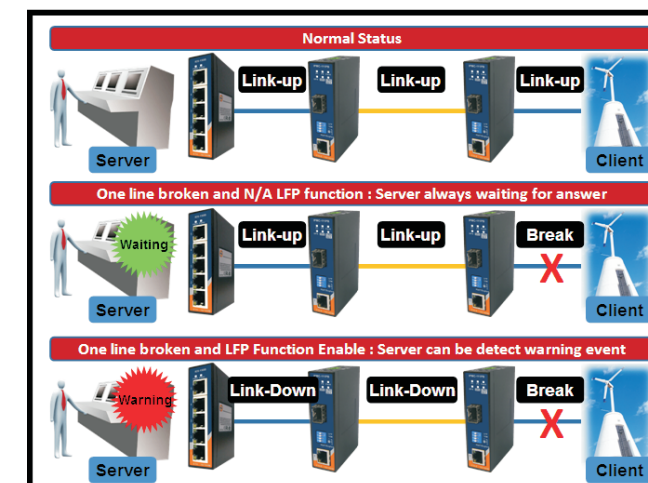 Normal Status
Link-up Link-up Link-up
Server Client
One line broken and N/A LFP function : Server always waiting for answer
Waiting Link-up Link-up Break
X
Server Client
One line broken and LFP Function Enable : Server can be detect warning event
Warning Link-Down Link-Down Break
X
Server Client